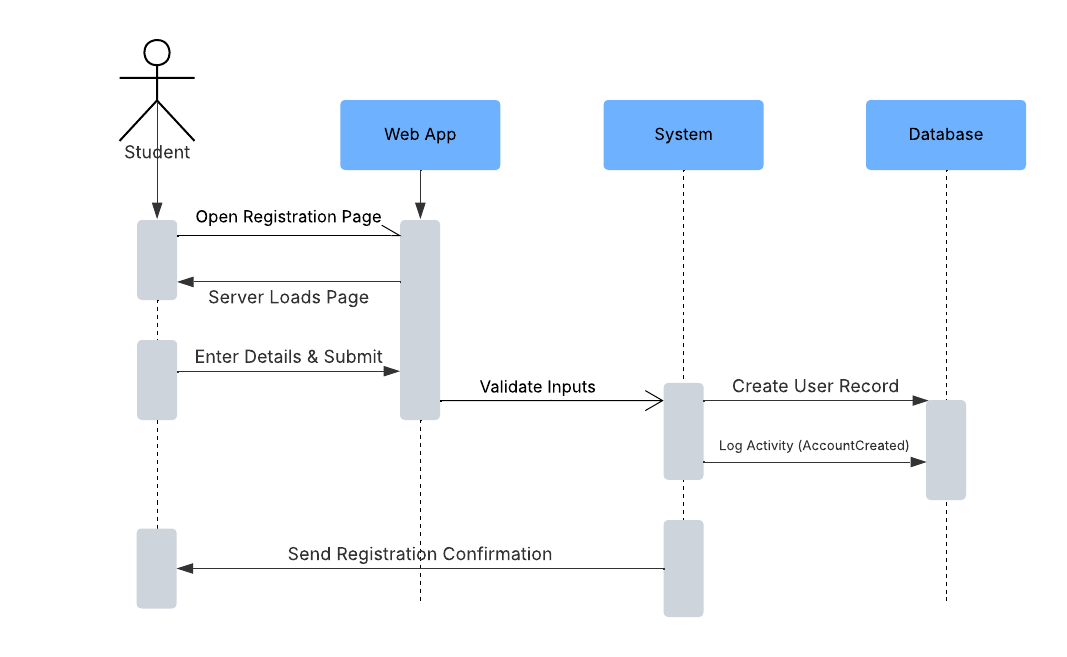 Student
Web App
System
Database
Open Registration Page
Server Loads Page
Enter Details & Submit
Validate Inputs
Create User Record
Log Activity (AccountCreated)
Send Registration Confirmation